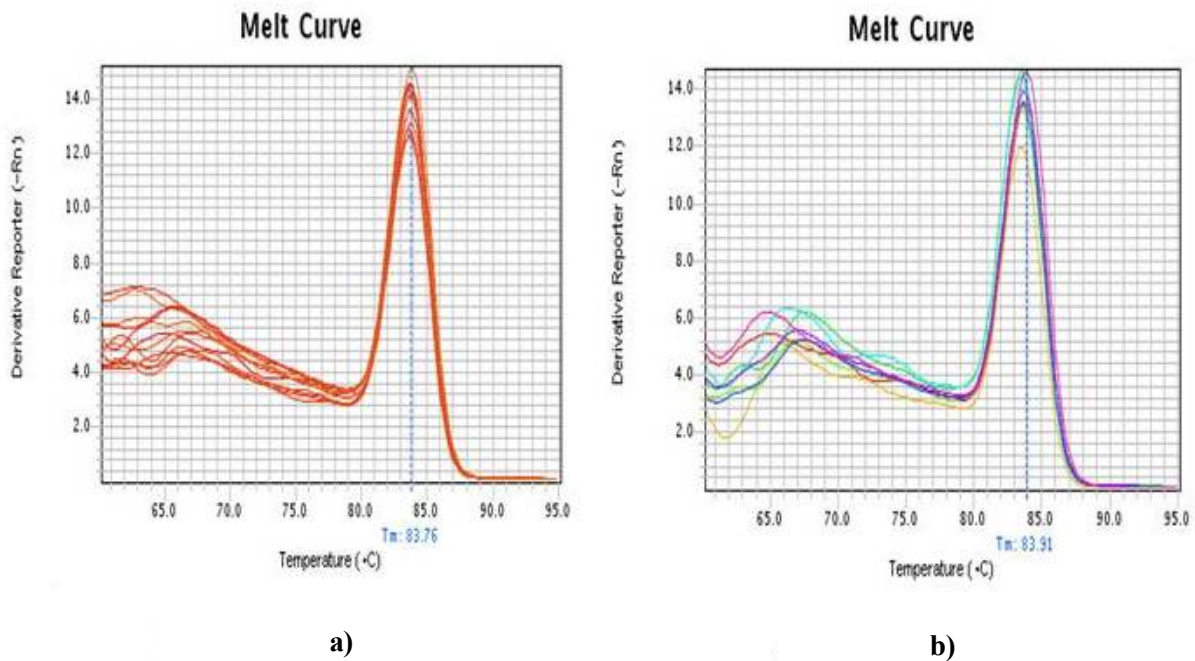 Melt Curve
Derivative Reporter (-Rn')
14.0
12.0
10.0
8.0
6.0
4.0
2.0
65.0 70.0 75.0 80.0 85.0 90.0 95.0
Tm: 83.76
Temperature (•C)
a)
Melt Curve
Derivative Reporter (-Rn')
14.0
12.0
10.0
8.0
6.0
4.0
2.0
65.0 70.0 75.0 80.0 85.0 90.0 95.0
Tm: 83.91
Temperature (•C)
b)